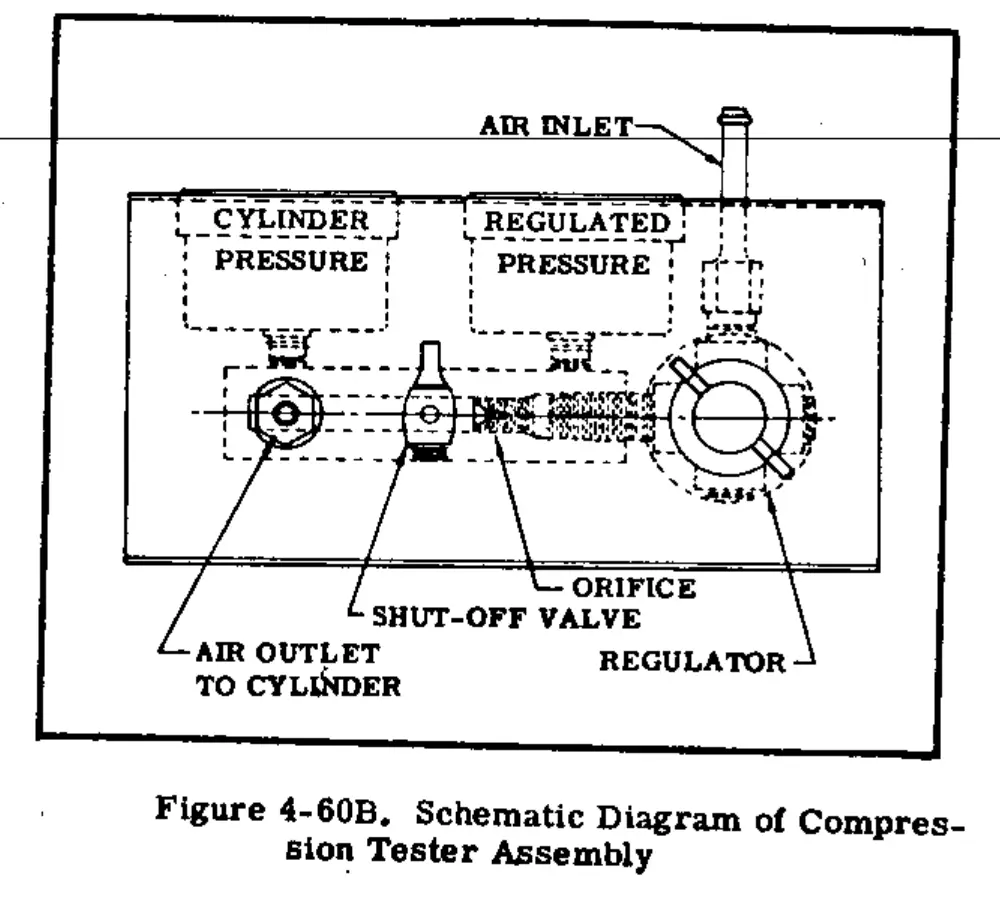 AIR INLET
CYLINDER
PRESSURE
REGULATED
PRESSURE
ORIFICE
SHUT-OFF VALVE
AIR OUTLET
TO CYLINDER
REGULATOR
Figure 4-60B. Schematic Diagram of Compres-
sion Tester Assembly